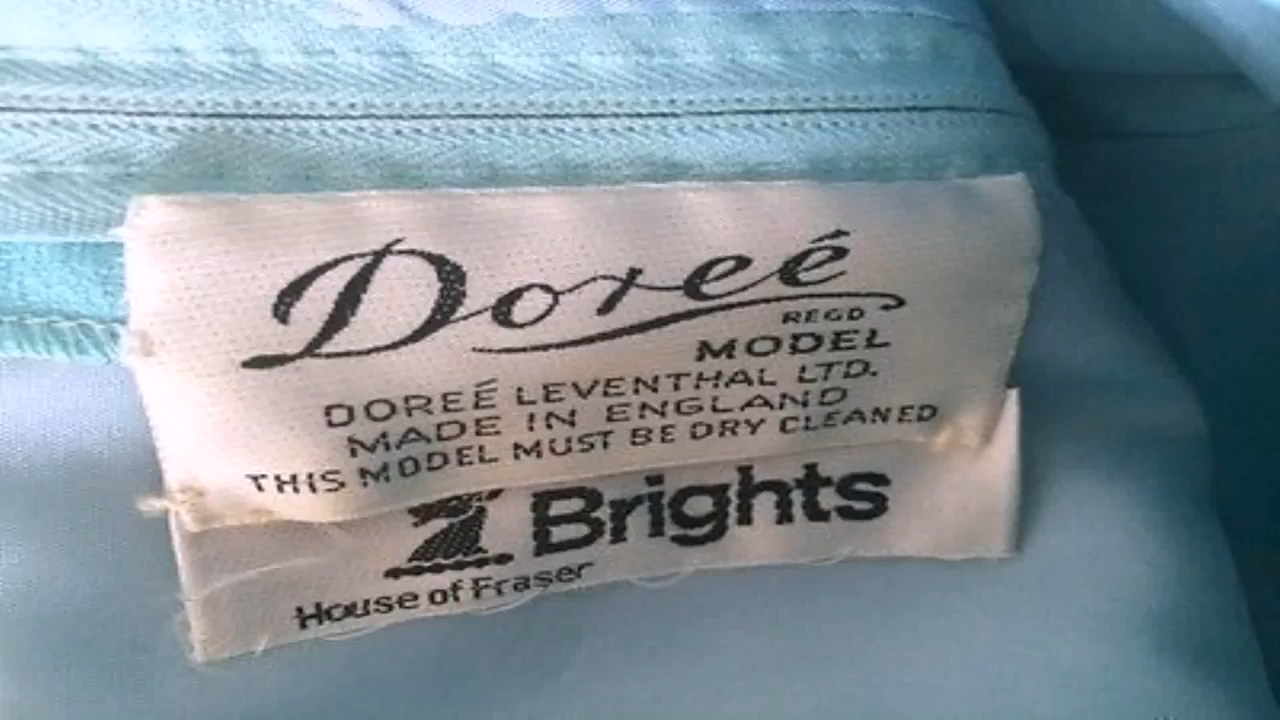 Doreé
REGD
MODEL
DOREÉ LEVENTHAL LTD.
MADE IN ENGLAND
THIS MODEL MUST BE DRY CLEANED
Brights
House of Fraser